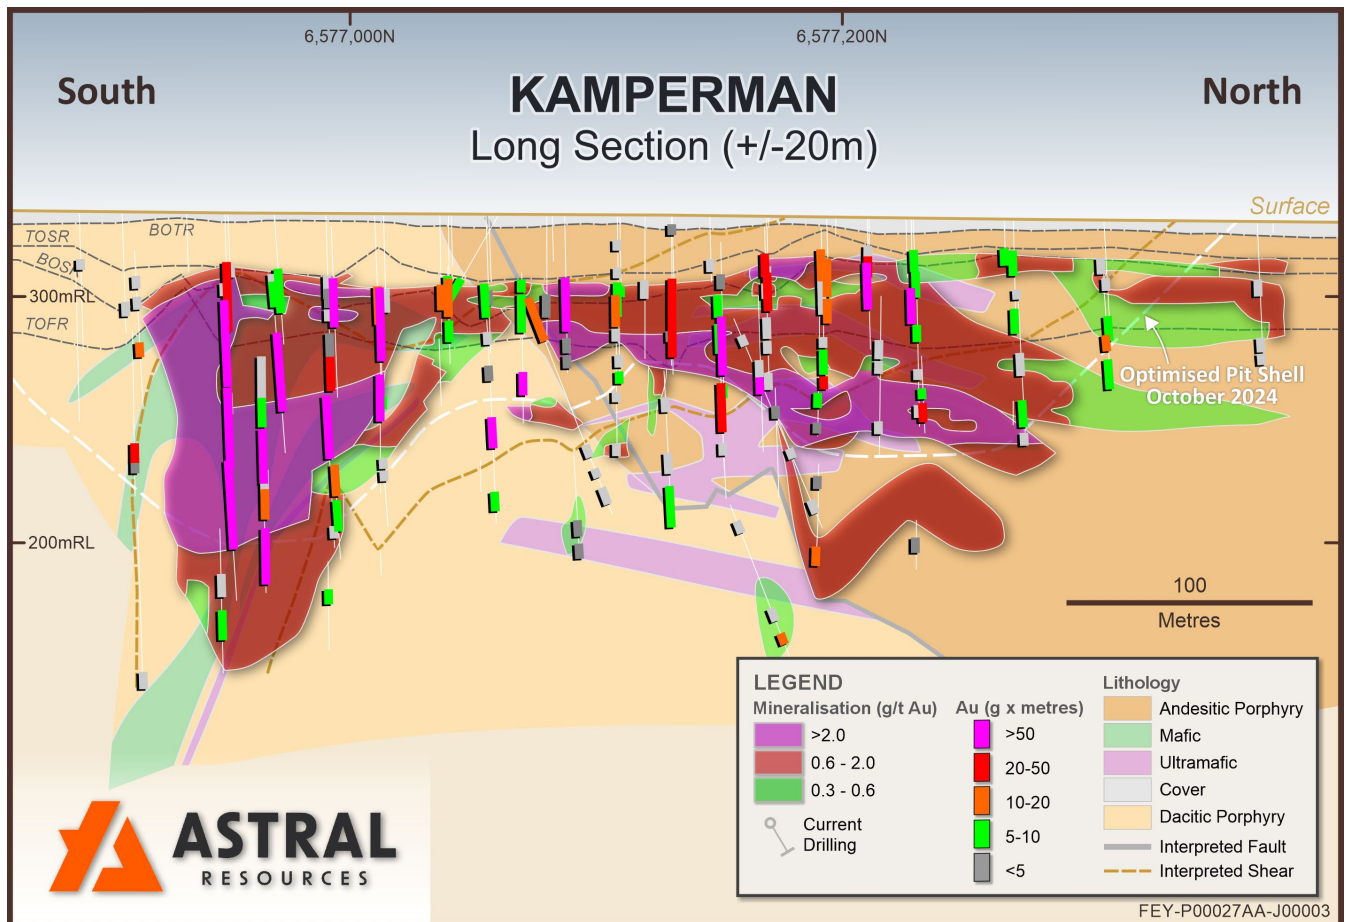 6,577,000N
6,577,200N
South
KAMPERMAN
North
Long Section (+/-20m)
Surface
TOSR
BOTR
300mRL
TOFR
Optimised Pit Shell
October 2024
200mRL
100
Metres
LEGEND
Mineralisation (g/t Au)
>2.0
0.6 - 2.0
0.3 - 0.6
Current
Drilling
Au (g x metres)
>50
20-50
10-20
5-10
<5
Lithology
Andesitic Porphyry
Mafic
Ultramafic
Cover
Dacitic Porphyry
Interpreted Fault
Interpreted Shear
ASTRAL
RESOURCES
FEY-P00027AA-J00003